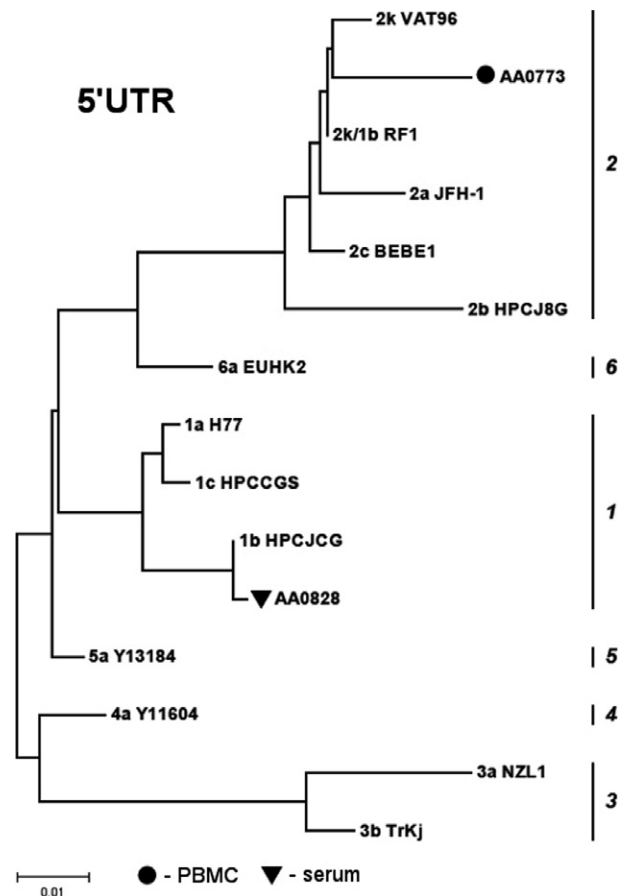 2k VAT96
5'UTR
AA0773
2k/1b RF1
2
2a JFH-1
2c BEBE1
2b HPCJ8G
6a EUHK2
6
1a H77
1c HPCCGS
1
1b HPCJCG
AA0828
5a Y13184
5
4a Y11604
4
3a NZL1
3
3b TrKj
0.01
- PBMC
- serum